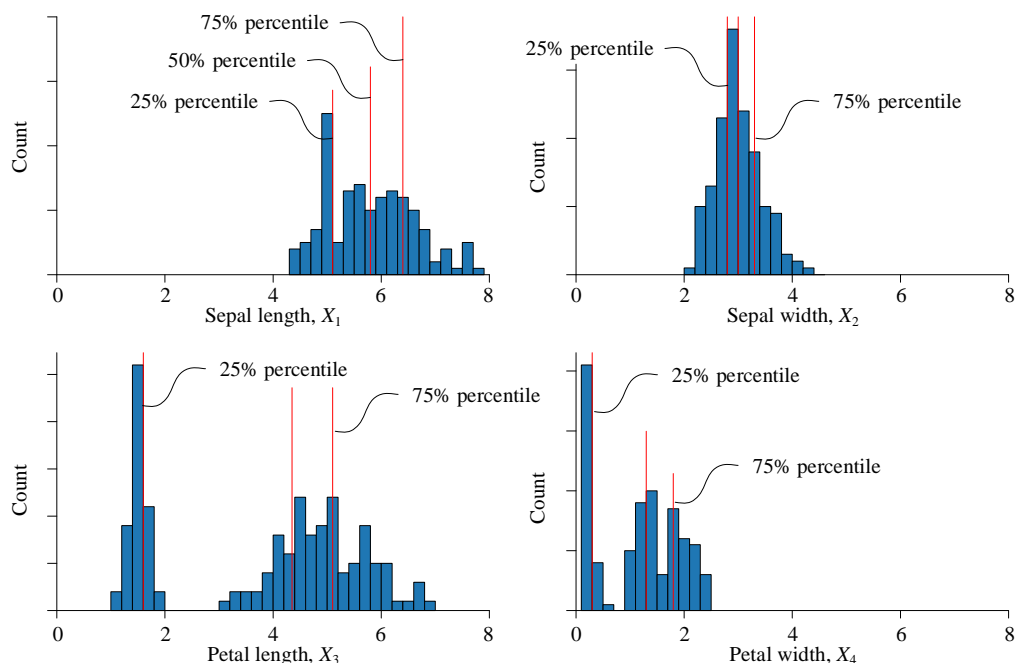 75% percentile
50% percentile
25% percentile
Count
0 2 4 6 8
Sepal length, X1
25% percentile
75% percentile
Count
0 2 4 6 8
Sepal width, X2
25% percentile
75% percentile
Count
0 2 4 6 8
Petal length, X3
25% percentile
75% percentile
Count
0 2 4 6 8
Petal width, X4